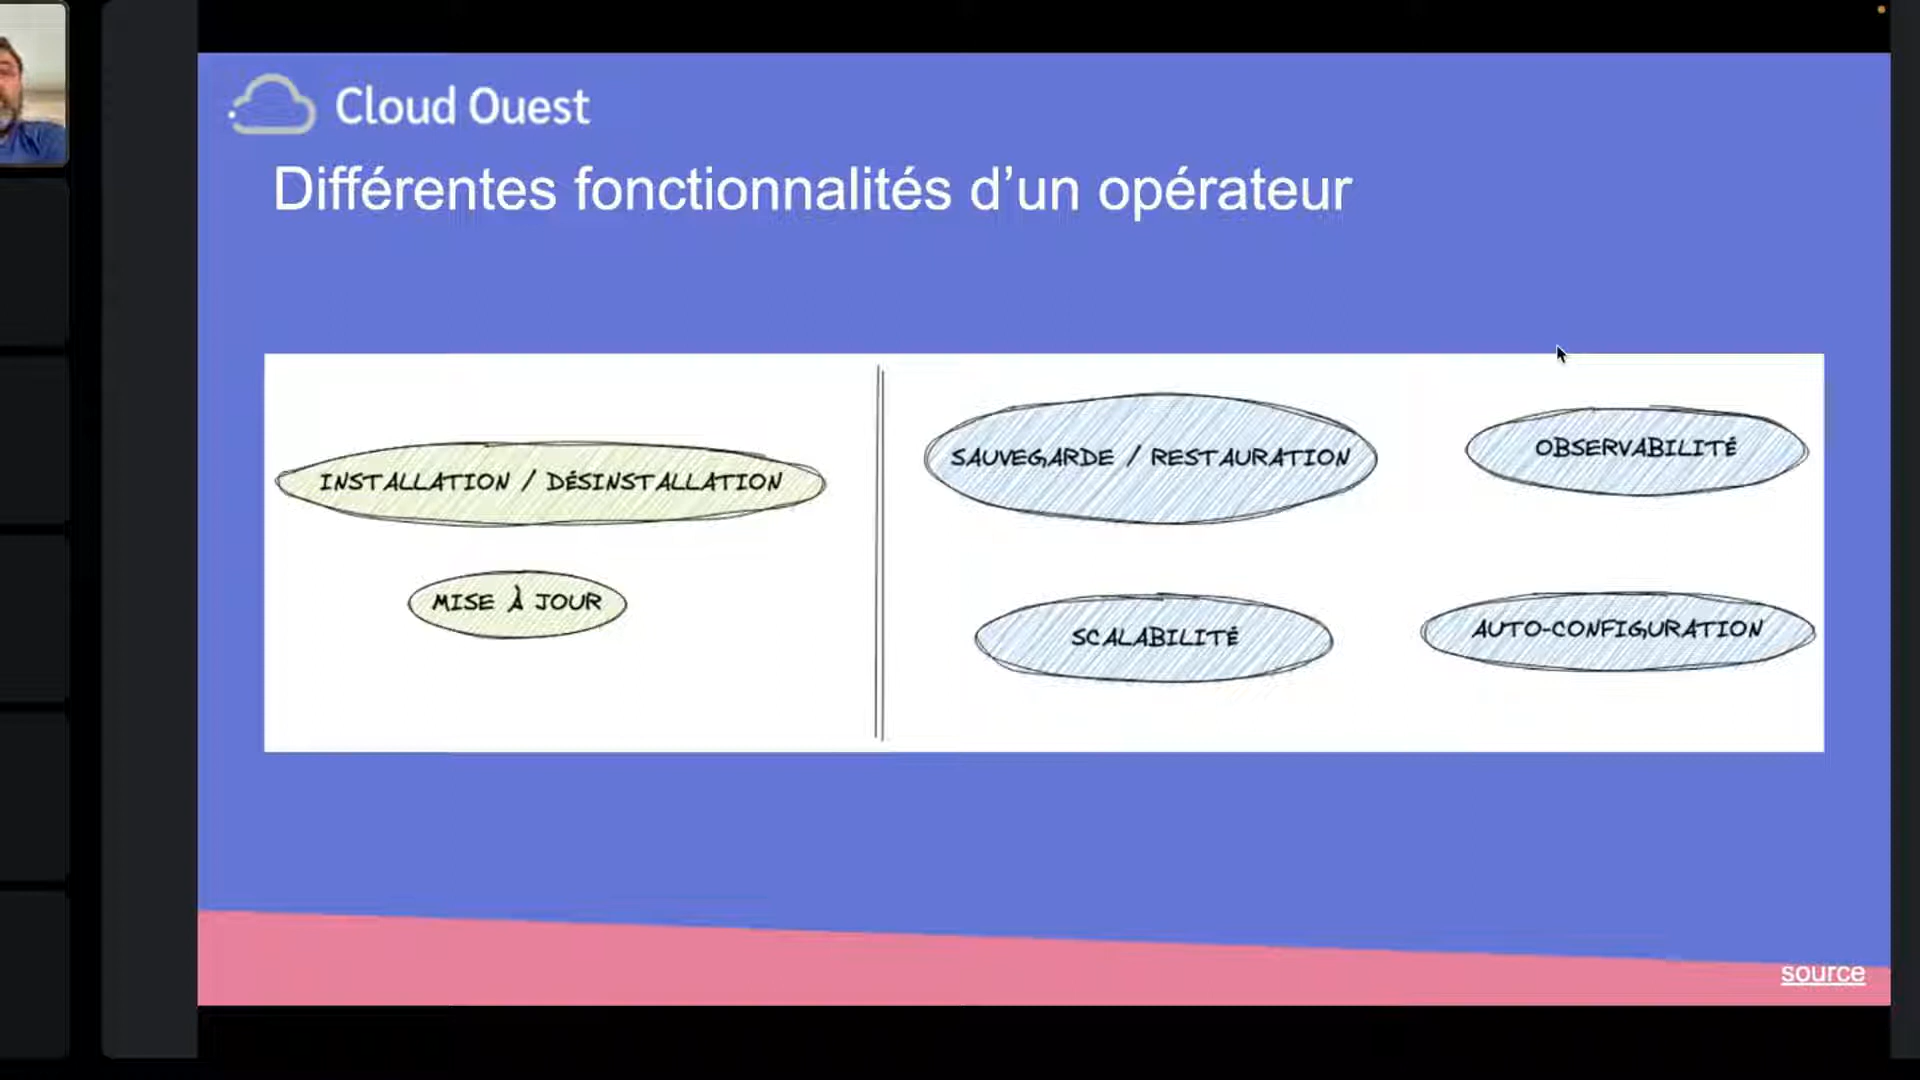 Cloud Ouest
Différentes fonctionnalités d’un opérateur
INSTALLATION / DÉSINSTALLATION
MISE À JOUR
SAUVEGARDE / RESTAURATION
OBSERVABILITÉ
SCALABILITÉ
AUTO-CONFIGURATION
source